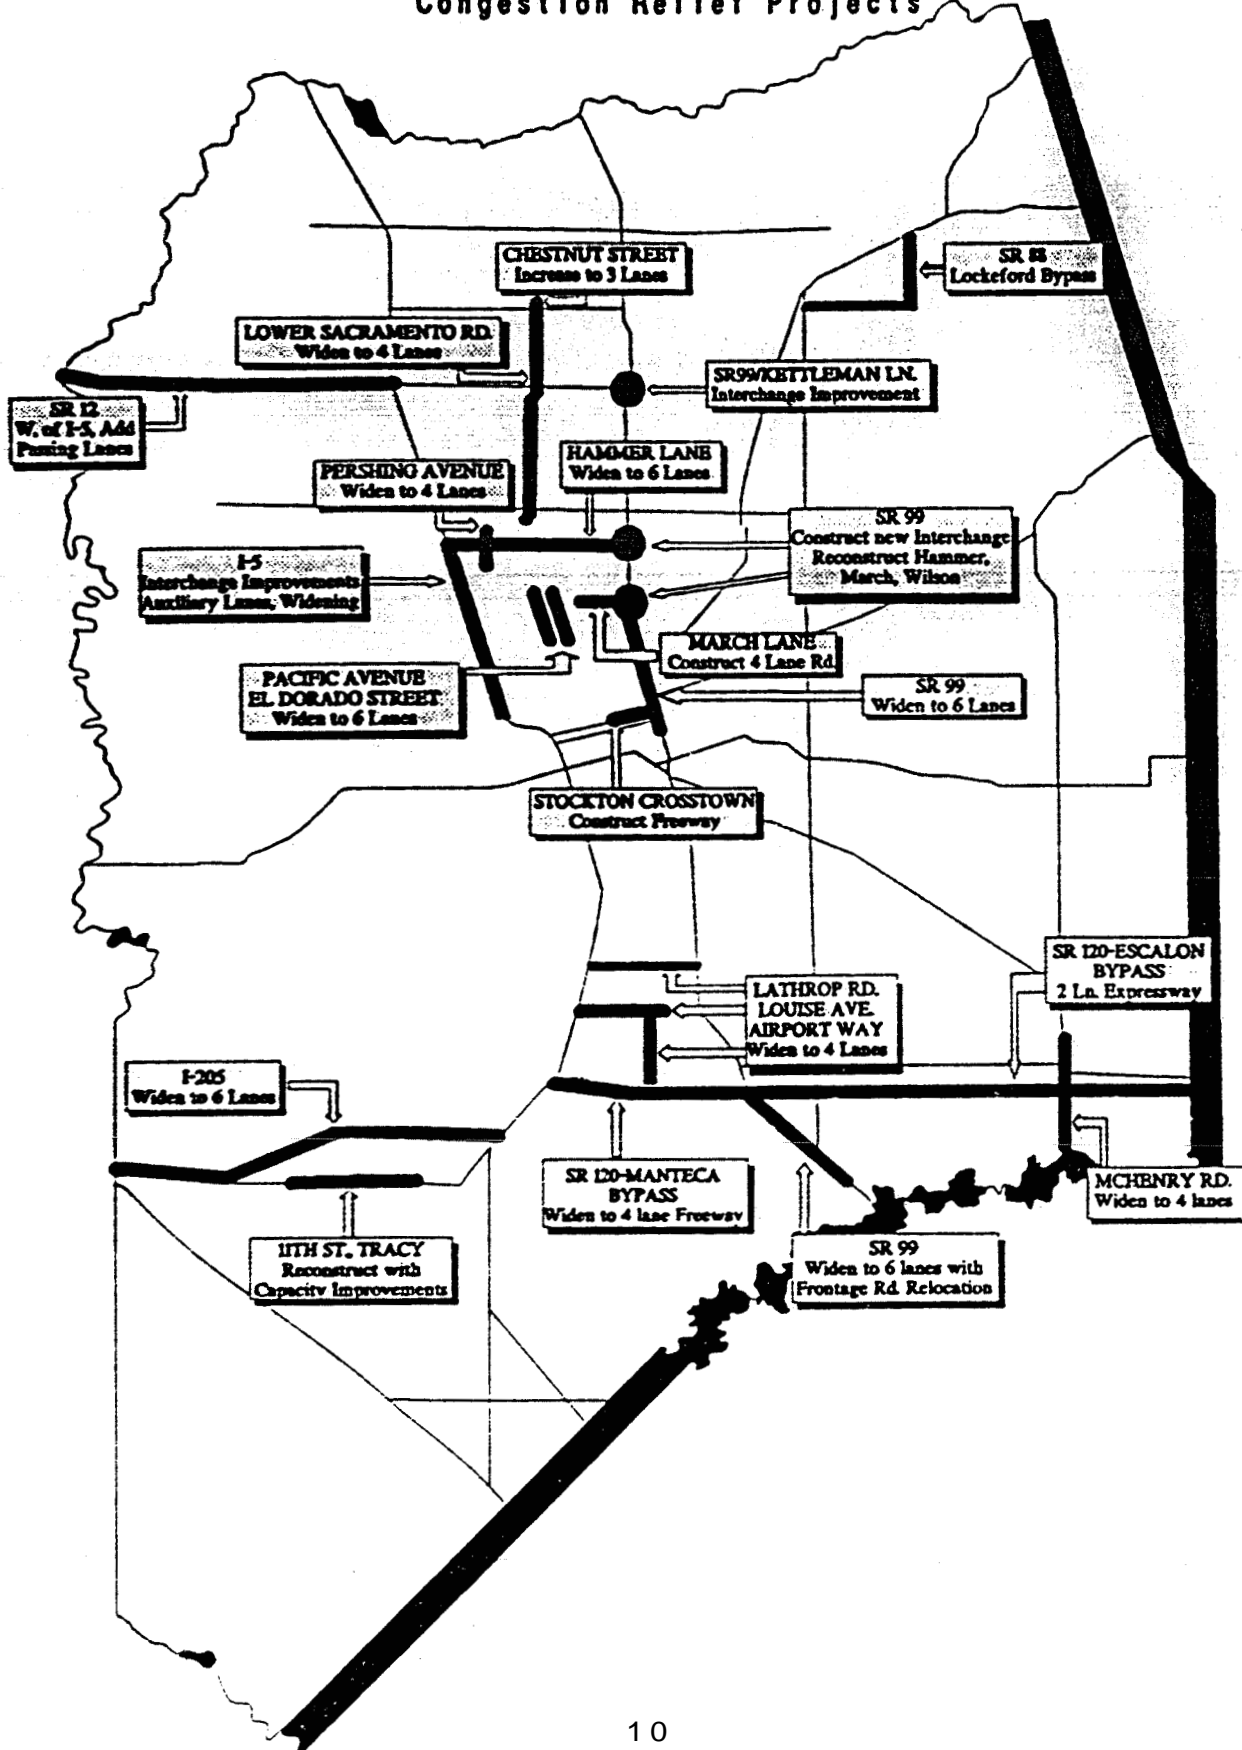 Congestion Relief Projects
CHESTNUT STREET
Increase to 3 Lanes
SR 88
Lockeford Bypass
LOWER SACRAMENTO RD.
Widen to 4 Lanes
SR99/KETTLEMAN LN.
Interchange Improvement
SR 12
W. of I-5, Add
Passing Lanes
HAMMER LANE
Widen to 6 Lanes
PERSHING AVENUE
Widen to 4 Lanes
SR 99
Construct new Interchange
Reconstruct Hammer,
March, Wilson
I-5
Interchange Improvements
Auxiliary Lanes, Widening
MARCH LANE
Construct 4 Lane Rd.
PACIFIC AVENUE
EL DORADO STREET
Widen to 6 Lanes
SR 99
Widen to 6 Lanes
STOCKTON CROSSTOWN
Construct Freeway
SR 120-ESCALON
BYPASS
2 Ln. Expressway
LATHROP RD.
LOUISE AVE.
AIRPORT WAY
Widen to 4 Lanes
I-205
Widen to 6 Lanes
SR 120-MANTECA
BYPASS
Widen to 4 lane Freeway
MCHENRY RD.
Widen to 4 lanes
11TH ST., TRACY
Reconstruct with
Capacity Improvements
SR 99
Widen to 6 lanes with
Frontage Rd. Relocation
10